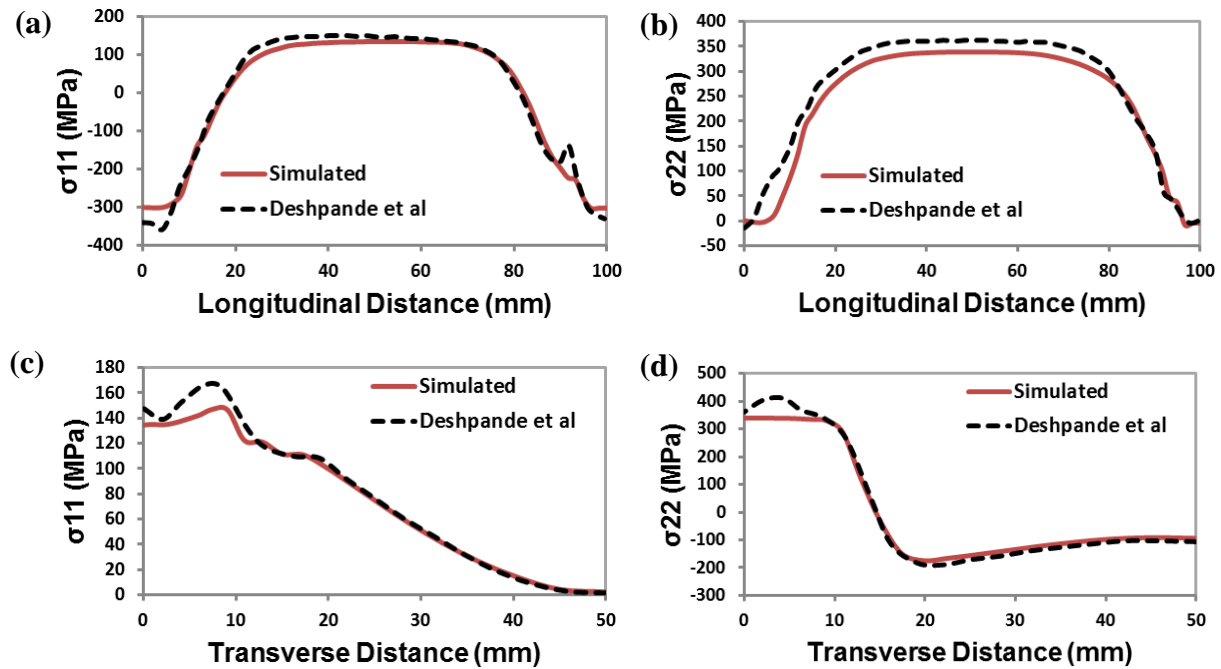 (a)
200
100
0
-100
-200
-300
-400
σ11 (MPa)
Simulated
Deshpande et al
0 20 40 60 80 100
Longitudinal Distance (mm)
(b)
400
350
300
250
200
150
100
50
0
-50
σ22 (MPa)
Simulated
Deshpande et al
0 20 40 60 80 100
Longitudinal Distance (mm)
(c)
180
160
140
120
100
80
60
40
20
0
σ11 (MPa)
Simulated
Deshpande et al
0 10 20 30 40 50
Transverse Distance (mm)
(d)
500
400
300
200
100
0
-100
-200
-300
σ22 (MPa)
Simulated
Deshpande et al
0 10 20 30 40 50
Transverse Distance (mm)